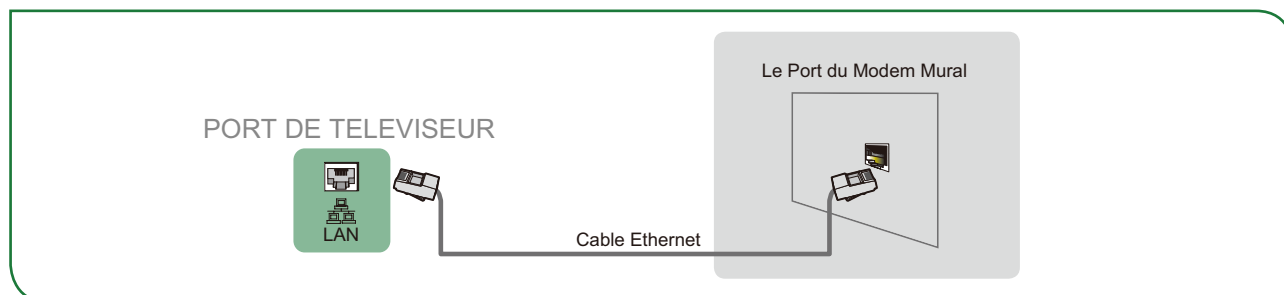 Le Port du Modem Mural
PORT DE TELEVISEUR
LAN
Cable Ethernet